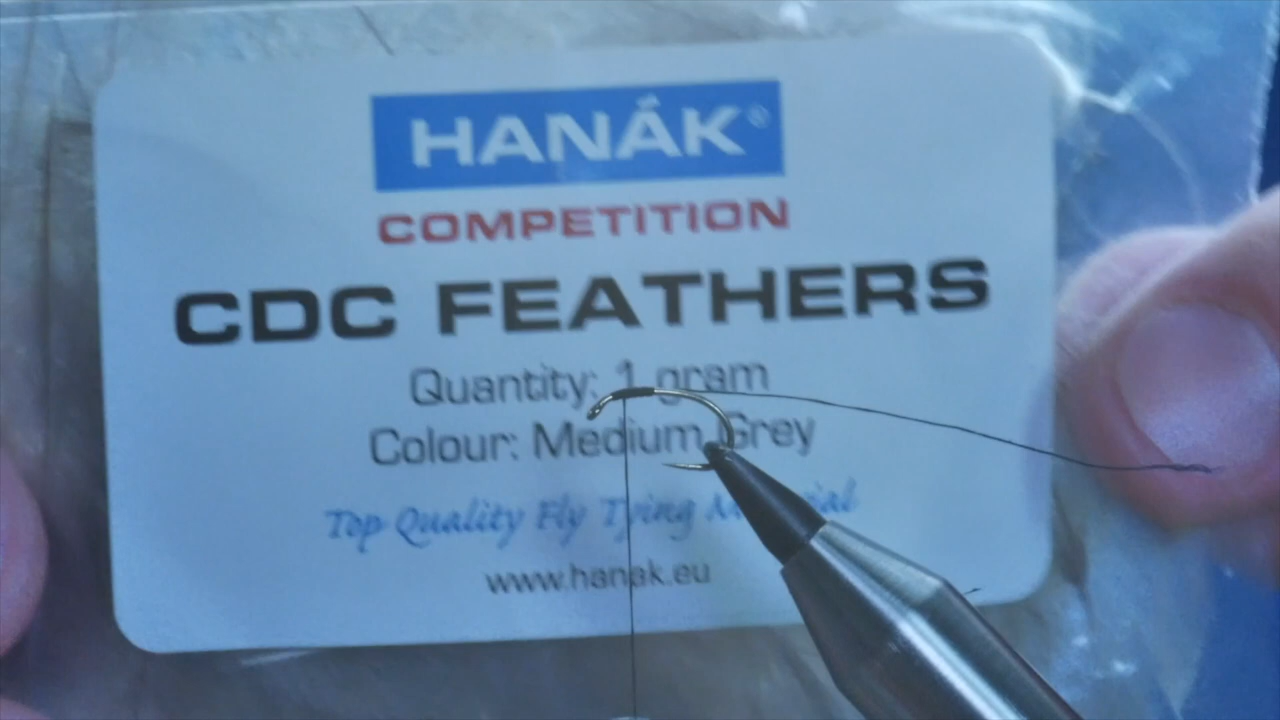 HANÁK®
COMPETITION
CDC FEATHERS
Quantity: 1 gram
Colour: Medium Grey
Top Quality Fly Tying Material
www.hanak.eu